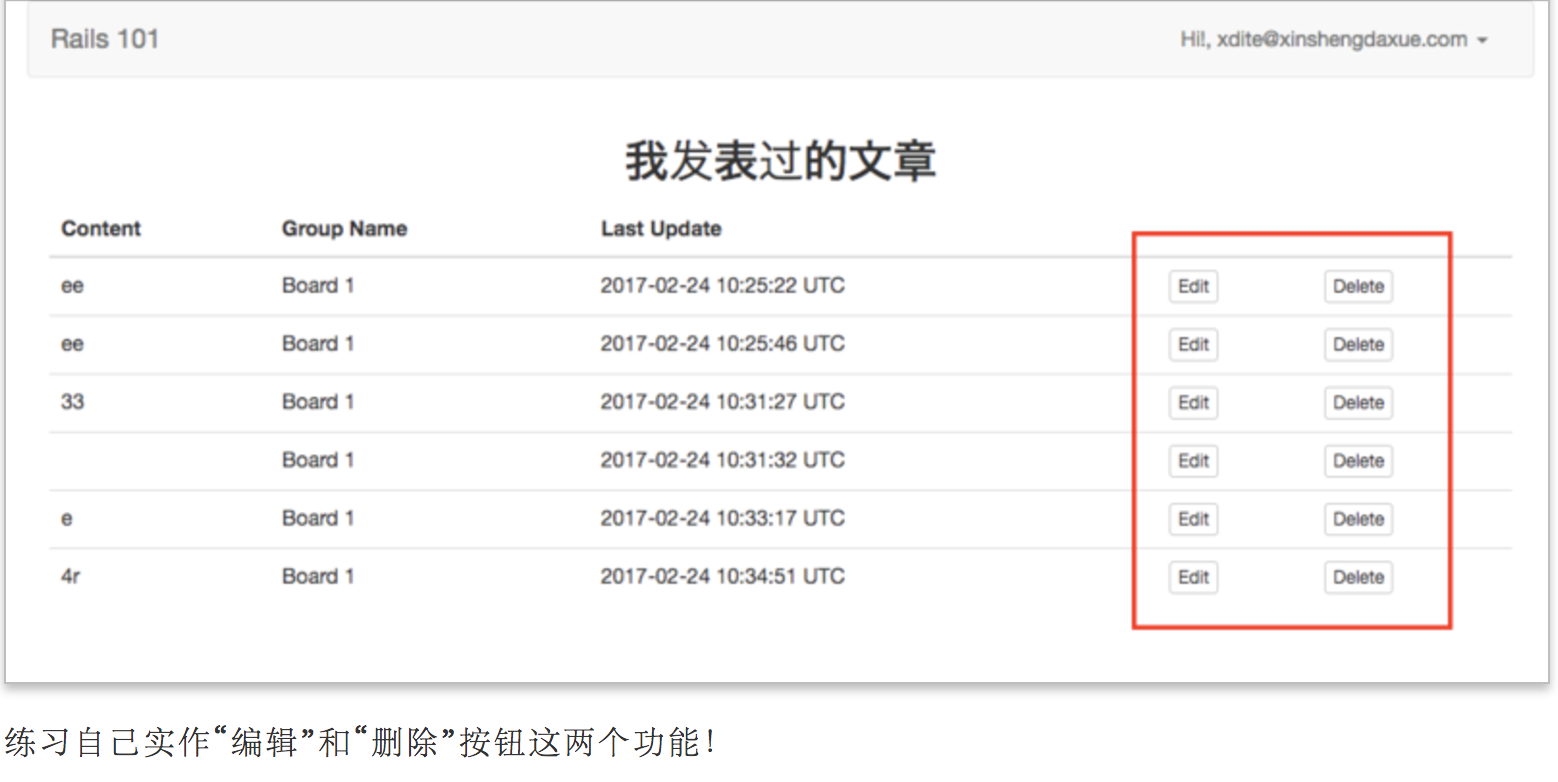 Rails 101 Hi!, xdite@xinshengdaxue.com
我发表过的文章
Content Group Name Last Update
ee Board 1 2017-02-24 10:25:22 UTC Edit Delete
ee Board 1 2017-02-24 10:25:46 UTC Edit Delete
33 Board 1 2017-02-24 10:31:27 UTC Edit Delete
Board 1 2017-02-24 10:31:32 UTC Edit Delete
e Board 1 2017-02-24 10:33:17 UTC Edit Delete
4r Board 1 2017-02-24 10:34:51 UTC Edit Delete
练习自己实作“编辑”和“删除”按钮这两个功能！